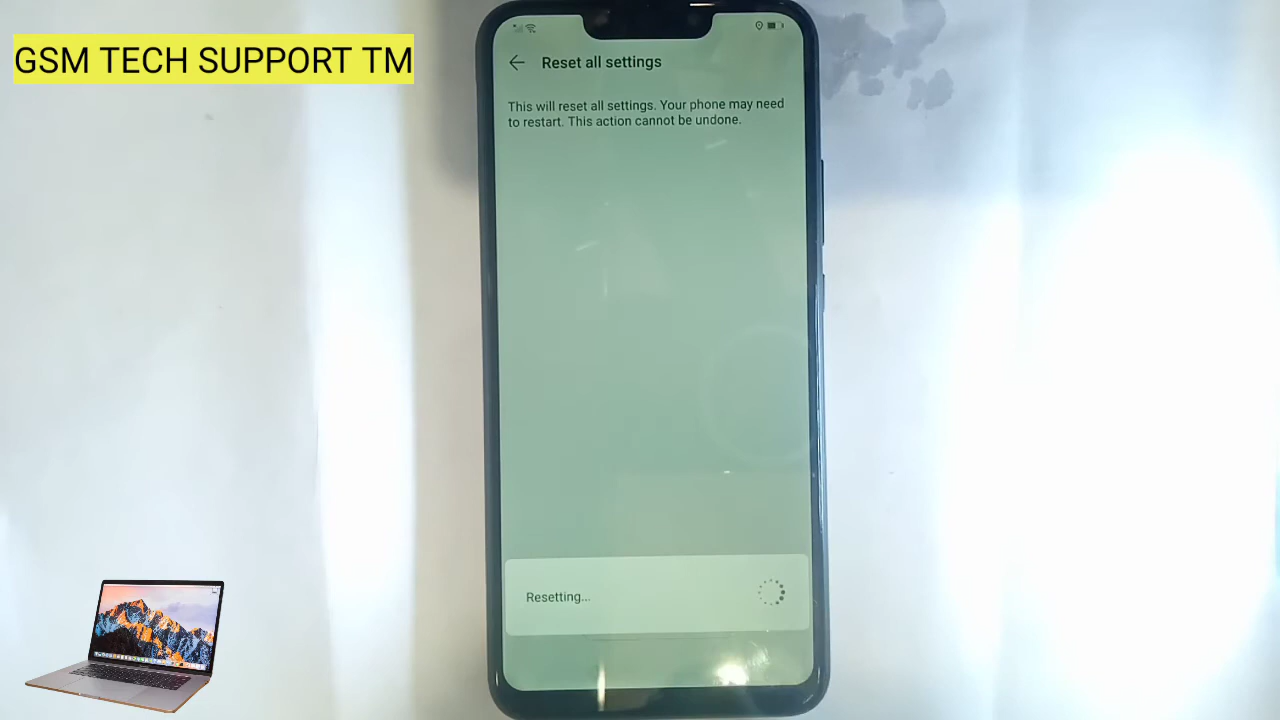 GSM TECH SUPPORT TM
Reset all settings
This will reset all settings. Your phone may need
to restart. This action cannot be undone.
Resetting...